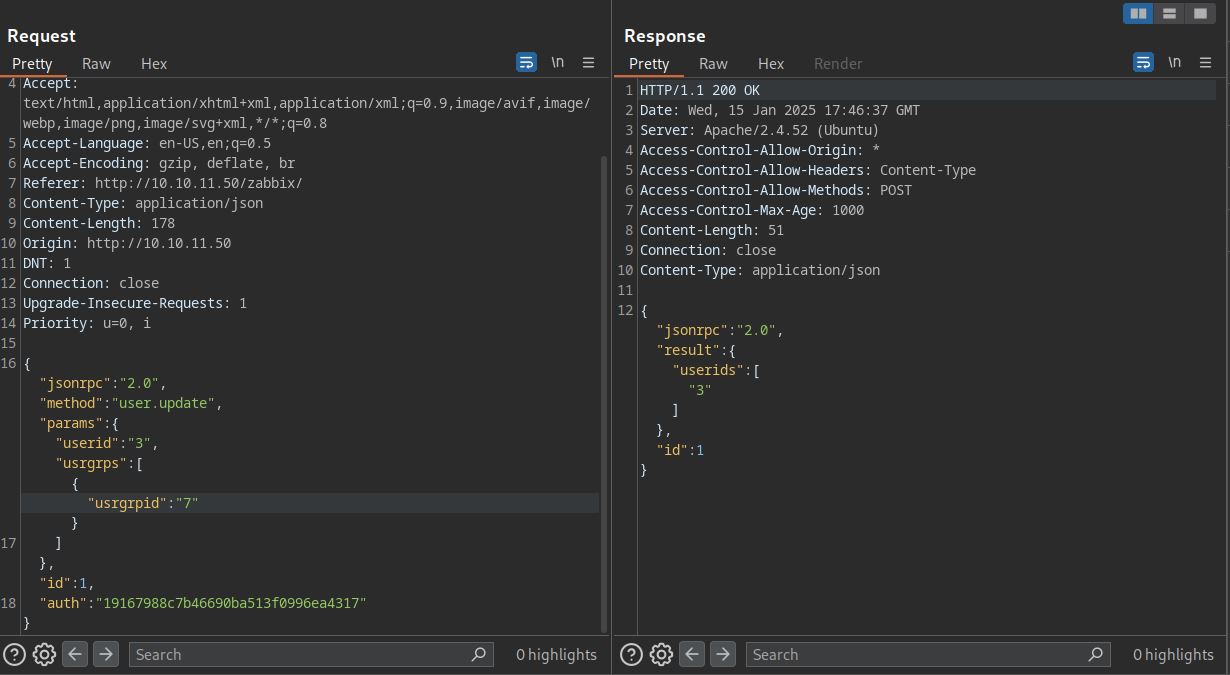 Request
Pretty Raw Hex \n
4 Accept:
text/html,application/xhtml+xml,application/xml;q=0.9,image/avif,image/
webp,image/png,image/svg+xml,*/*;q=0.8
5 Accept-Language: en-US,en;q=0.5
6 Accept-Encoding: gzip, deflate, br
7 Referer: http://10.10.11.50/zabbix/
8 Content-Type: application/json
9 Content-Length: 178
10 Origin: http://10.10.11.50
11 DNT: 1
12 Connection: close
13 Upgrade-Insecure-Requests: 1
14 Priority: u=0, i
15
16 {
"jsonrpc":"2.0",
"method":"user.update",
"params":{
"userid":"3",
"usrgrps":[
{
"usrgrpid":"7"
}
17 ]
},
"id":1,
18 "auth":"19167988c7b46690ba513f0996ea4317"
}
Search 0 highlights
Response
Pretty Raw Hex Render \n
1 HTTP/1.1 200 OK
2 Date: Wed, 15 Jan 2025 17:46:37 GMT
3 Server: Apache/2.4.52 (Ubuntu)
4 Access-Control-Allow-Origin: *
5 Access-Control-Allow-Headers: Content-Type
6 Access-Control-Allow-Methods: POST
7 Access-Control-Max-Age: 1000
8 Content-Length: 51
9 Connection: close
10 Content-Type: application/json
11
12 {
"jsonrpc":"2.0",
"result":{
"userids":[
"3"
]
},
"id":1
}
Search 0 highlights